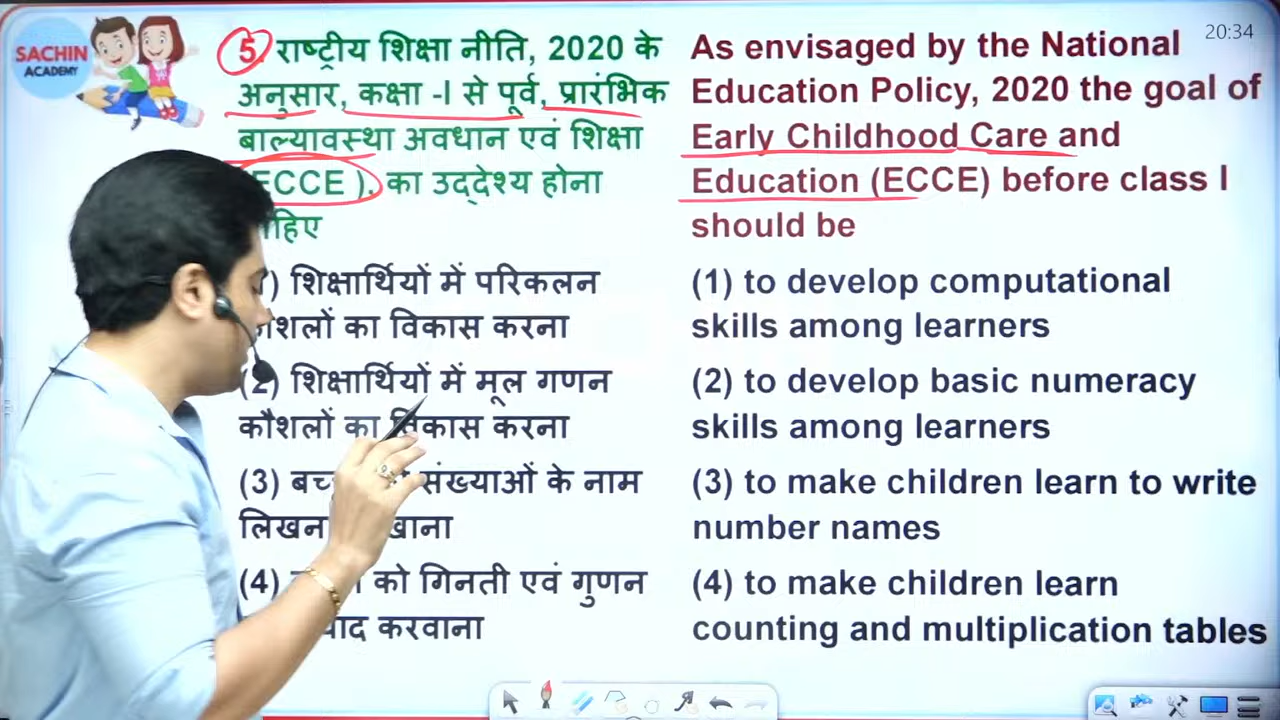 SACHIN
ACADEMY
20:34
5. राष्ट्रीय शिक्षा नीति, 2020 के
अनुसार, कक्षा -I से पूर्व, प्रारंभिक
बाल्यावस्था अवधान एवं शिक्षा
ECCE ), का उद्देश्य होना
शिक्षार्थियों में परिकलन
का विकास करना
(2) शिक्षार्थियों में मूल गणन
कौशलों का विकास करना
(3) संख्याओं के नाम
(4) को गिनती एवं गुणन
करवाना
As envisaged by the National
Education Policy, 2020 the goal of
Early Childhood Care and
Education (ECCE) before class I
should be
(1) to develop computational
skills among learners
(2) to develop basic numeracy
skills among learners
(3) to make children learn to write
number names
(4) to make children learn
counting and multiplication tables